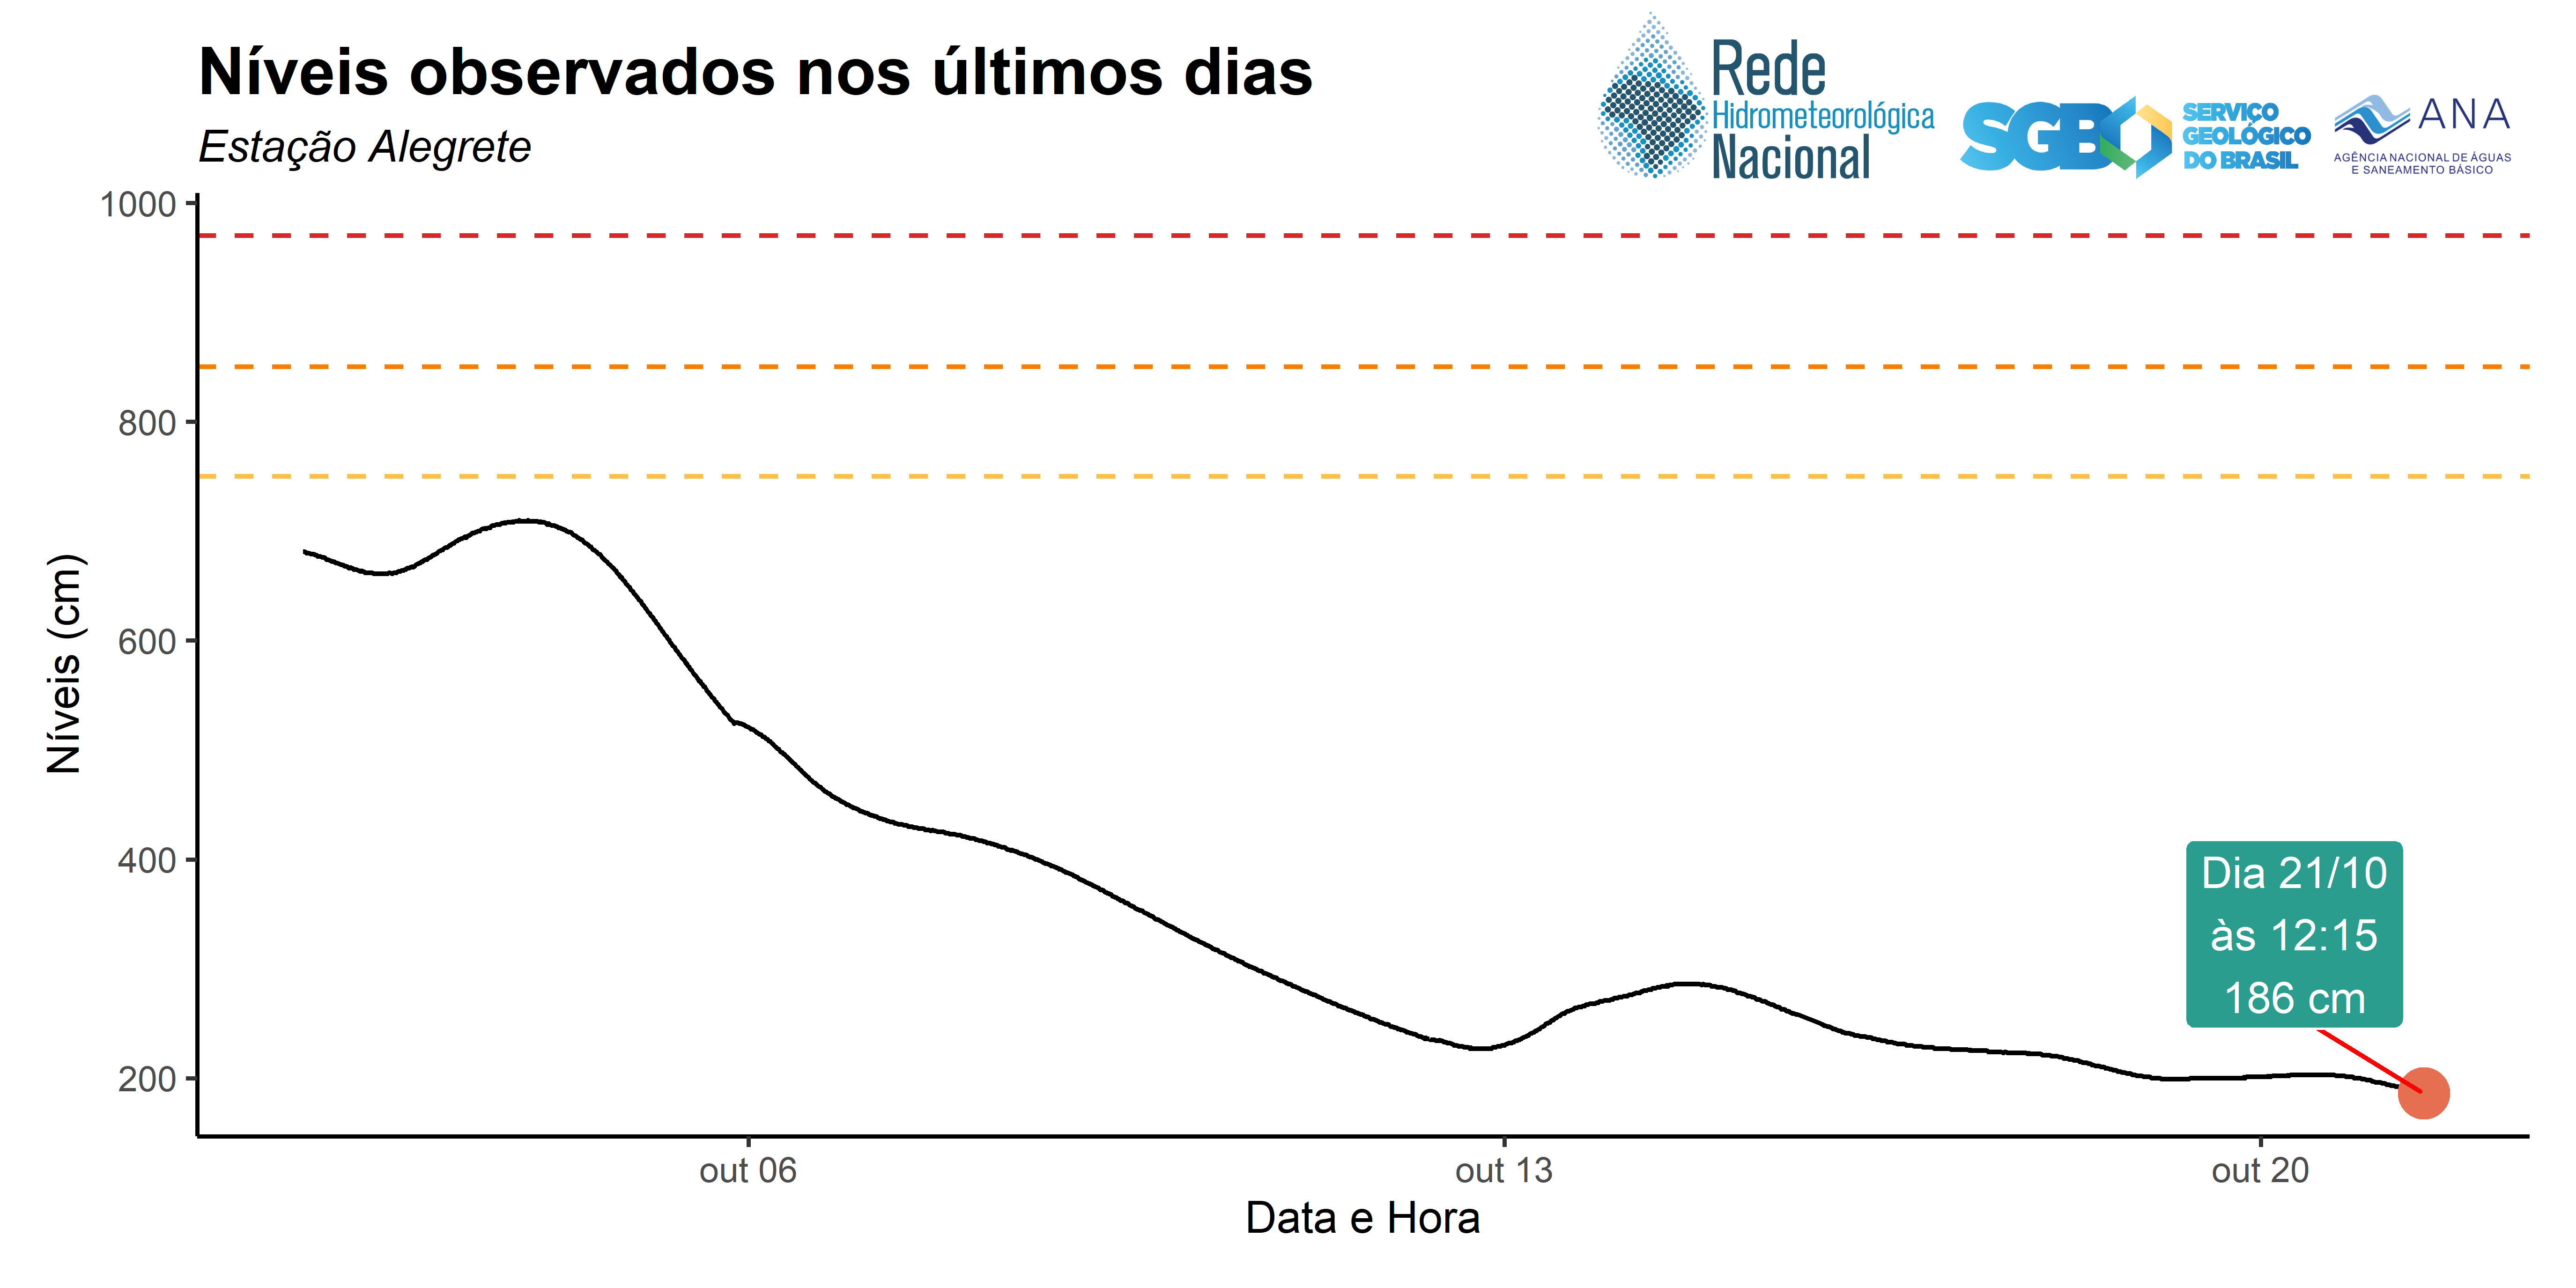 Níveis observados nos últimos dias
Estação Alegrete
Rede
Hidrometeorológica
Nacional
SGB
SERVIÇO
GEOLÓGICO
DO BRASIL
ANA
AGÊNCIA NACIONAL DE ÁGUAS
E SANEAMENTO BÁSICO
Níveis (cm)
1000
800
600
400
200
Dia 21/10
às 12:15
186 cm
out 06
out 13
out 20
Data e Hora